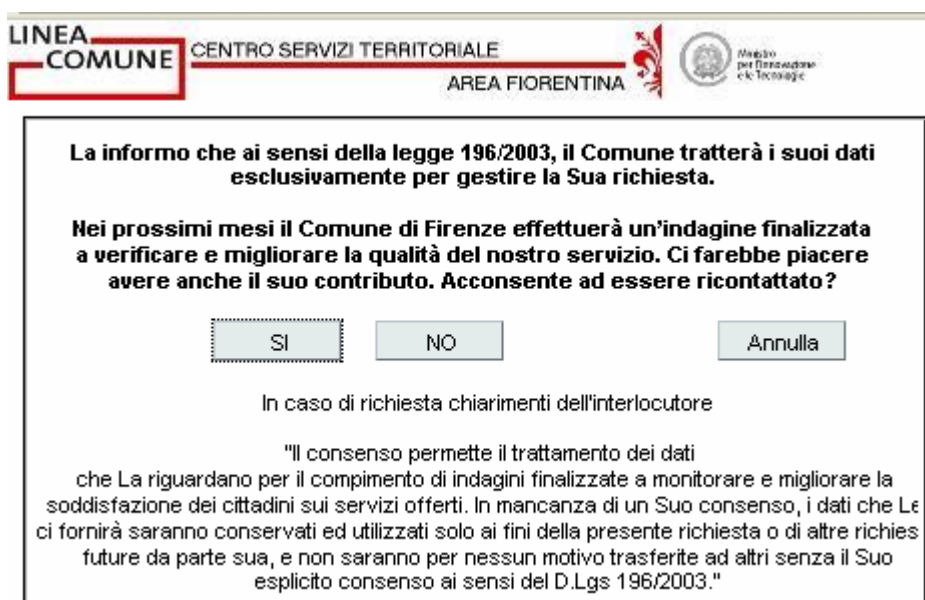 LINEA
COMUNE
CENTRO SERVIZI TERRITORIALE
AREA FIORENTINA
Ministro
per l'Innovazione
e le Tecnologie
La informo che ai sensi della legge 196/2003, il Comune tratterà i suoi dati
esclusivamente per gestire la Sua richiesta.
Nei prossimi mesi il Comune di Firenze effettuerà un'indagine finalizzata
a verificare e migliorare la qualità del nostro servizio. Ci farebbe piacere
avere anche il suo contributo. Acconsente ad essere ricontattato?
SI
NO
Annulla
In caso di richiesta chiarimenti dell'interlocutore
"Il consenso permette il trattamento dei dati
che La riguardano per il compimento di indagini finalizzate a monitorare e migliorare la
soddisfazione dei cittadini sui servizi offerti. In mancanza di un Suo consenso, i dati che Le
ci fornirà saranno conservati ed utilizzati solo ai fini della presente richiesta o di altre richies
future da parte sua, e non saranno per nessun motivo trasferite ad altri senza il Suo
esplicito consenso ai sensi del D.Lgs 196/2003."